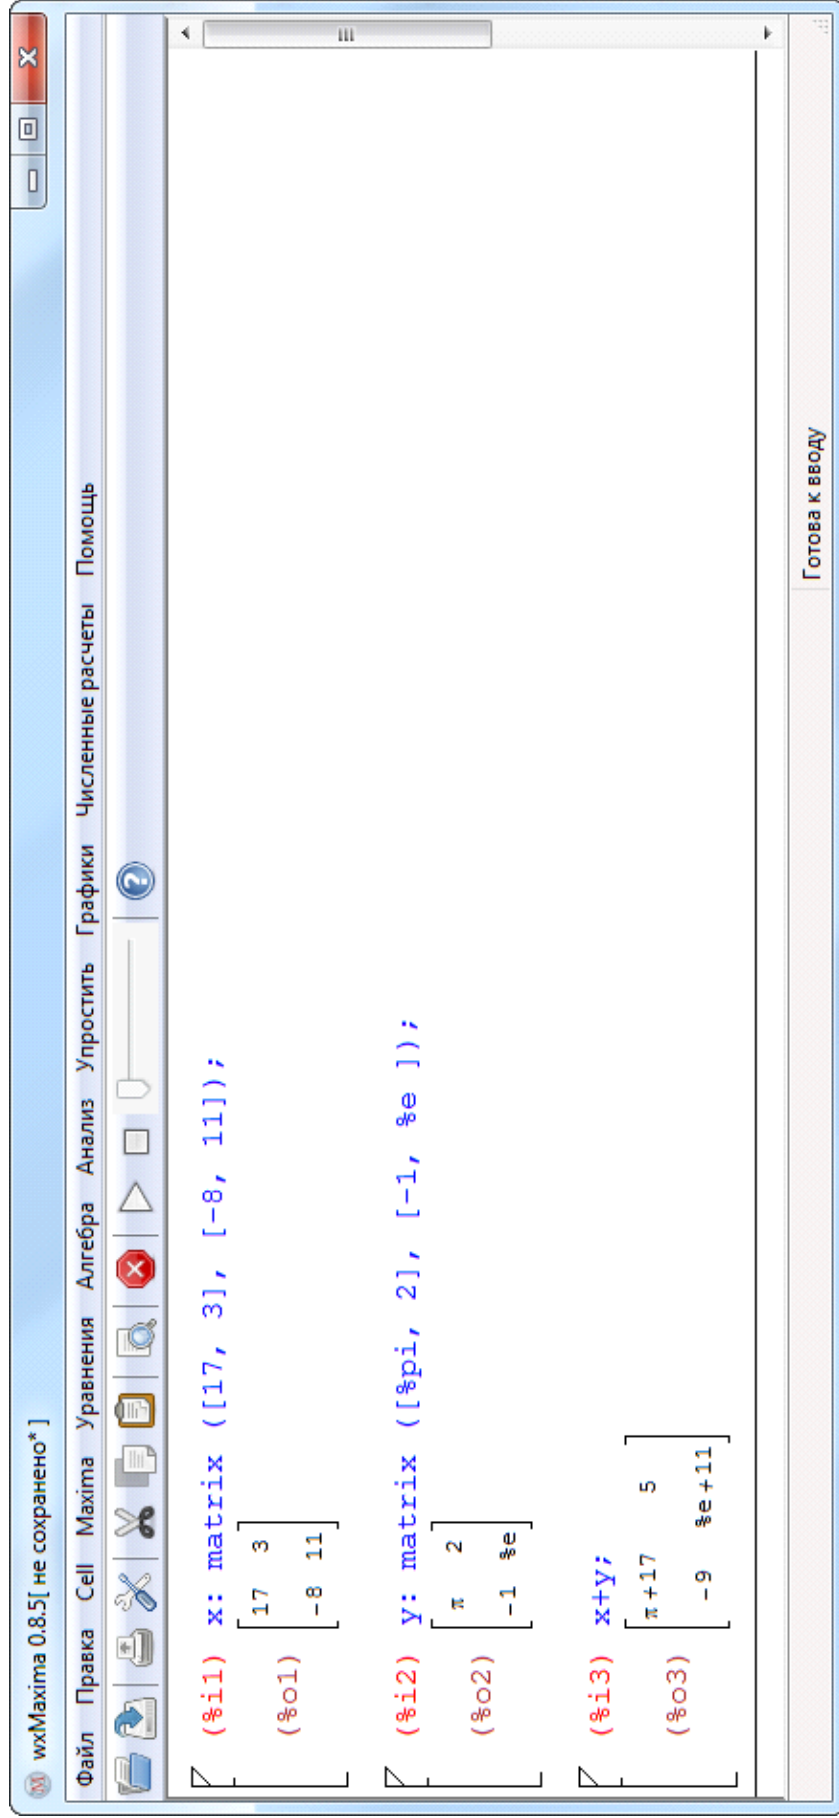 wxMaxima 0.8.5[ не сохранено* ]
Файл Правка Cell Maxima Уравнения Алгебра Анализ Упростить Графики Численные расчеты Помощь
(%i1) x: matrix ([17, 3], [-8, 11]);
17 3
(%o1)
-8 11
(%i2) y: matrix ([%pi, 2], [-1, %e ]);
π 2
(%o2)
-1 %e
(%i3) x+y;
π+17 5
(%o3)
-9 %e+11
Готова к вводу